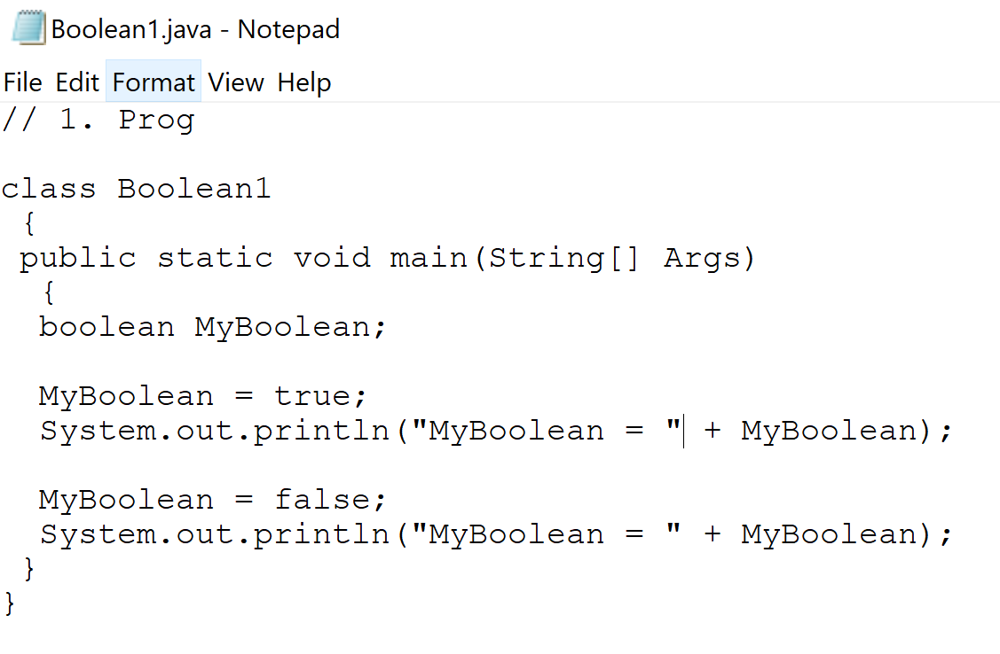 Boolean1.java - Notepad
File Edit Format View Help
// 1. Prog
class Boolean1
{
public static void main(String[] Args)
{
boolean MyBoolean;
MyBoolean = true;
System.out.println("MyBoolean = " + MyBoolean);
MyBoolean = false;
System.out.println("MyBoolean = " + MyBoolean);
}
}